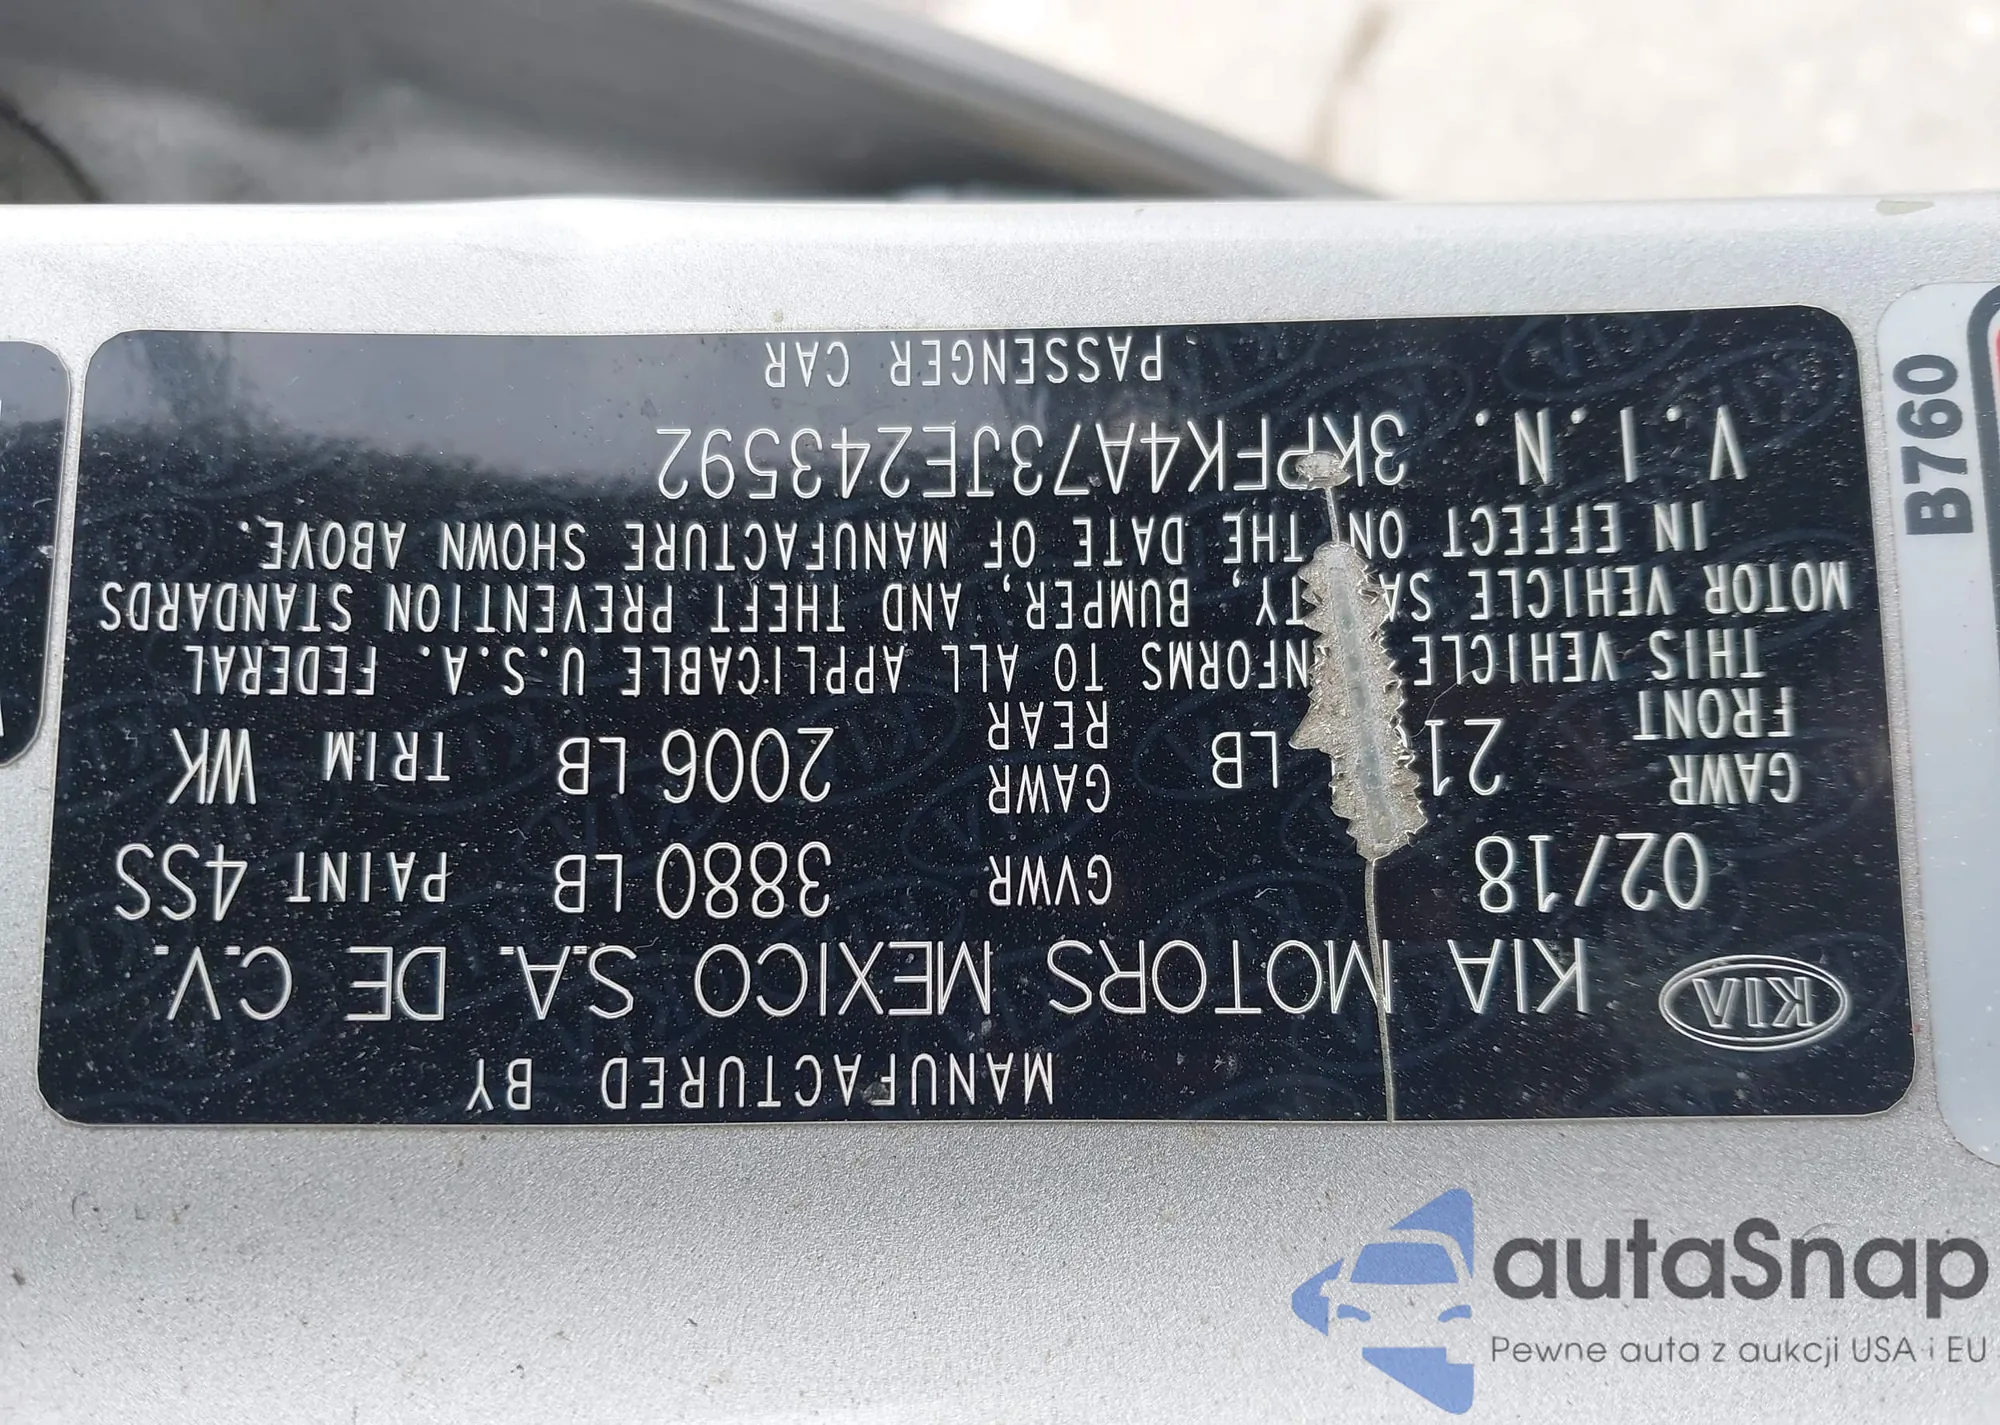 MANUFACTURED BY
KIA KIA MOTORS MEXICO S.A. DE C.V.
02/18 GVWR 3880 LB PAINT 4SS
GAWR FRONT 21 LB GAWR REAR 2006 LB TRIM WK
THIS VEHICLE NFORMS TO ALL APPLICABLE U.S.A. FEDERAL
MOTOR VEHICLE SA TY, BUMPER, AND THEFT PREVENTION STANDARDS
IN EFFECT ON THE DATE OF MANUFACTURE SHOWN ABOVE.
V.I.N. 3KPFK4A73JE243592
PASSENGER CAR
B760
autaSnap
Pewne auta z aukcji USA i EU